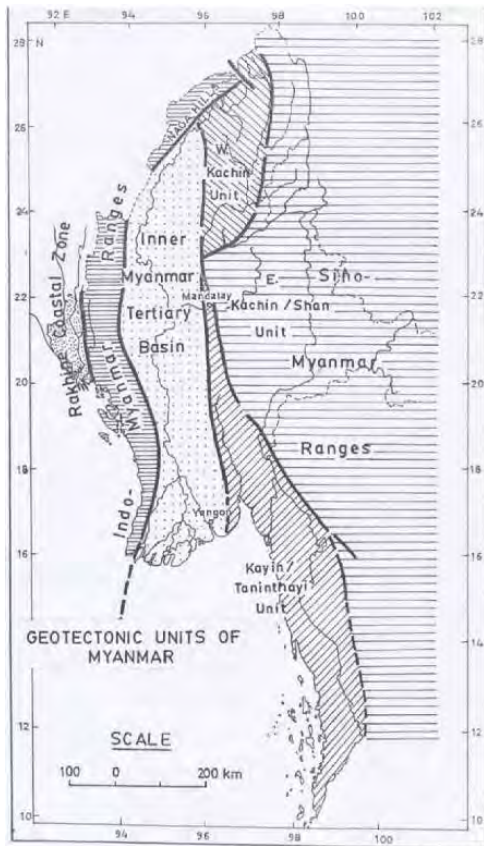 92 E 94 96 98 100 102
28 N
28
26
26
24
24
22
22
20
20
18
18
16
16
14
12
12
10
10
NAGA HILLS
W.
Kachin
Unit
Indo-
Myanmar
Ranges
Rakhine Coastal Zone
Inner
Myanmar
Tertiary
Basin
Mandalay
E.
Kachin / Shan
Unit
Sino-
Myanmar
Ranges
Yangon
Kayin/
Taninthayi
Unit
GEOTECTONIC UNITS OF
MYANMAR
SCALE
100 0 200 km
94 96 98 100